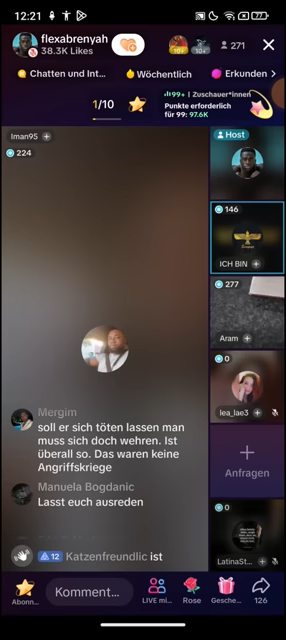 12:21
77
flexabrenyah
38.3K Likes
10+
10+
271
Chatten und Int...
Wöchentlich
Erkunden
1/10
99+ | Zuschauer*innen
Punkte erforderlich
für 99: 97.6K
Iman95 +
224
Host
146
ICH BIN +
277
Aram +
0
lea_lae3 +
+
Anfragen
0
LatinaSt... +
Mergim
soll er sich töten lassen man
muss sich doch wehren. Ist
überall so. Das waren keine
Angriffskriege
Manuela Bogdanic
Lasst euch ausreden
12 Katzenfreundlic ist
Abonn...
Komment...
LIVE mi...
Rose
Gesche...
126